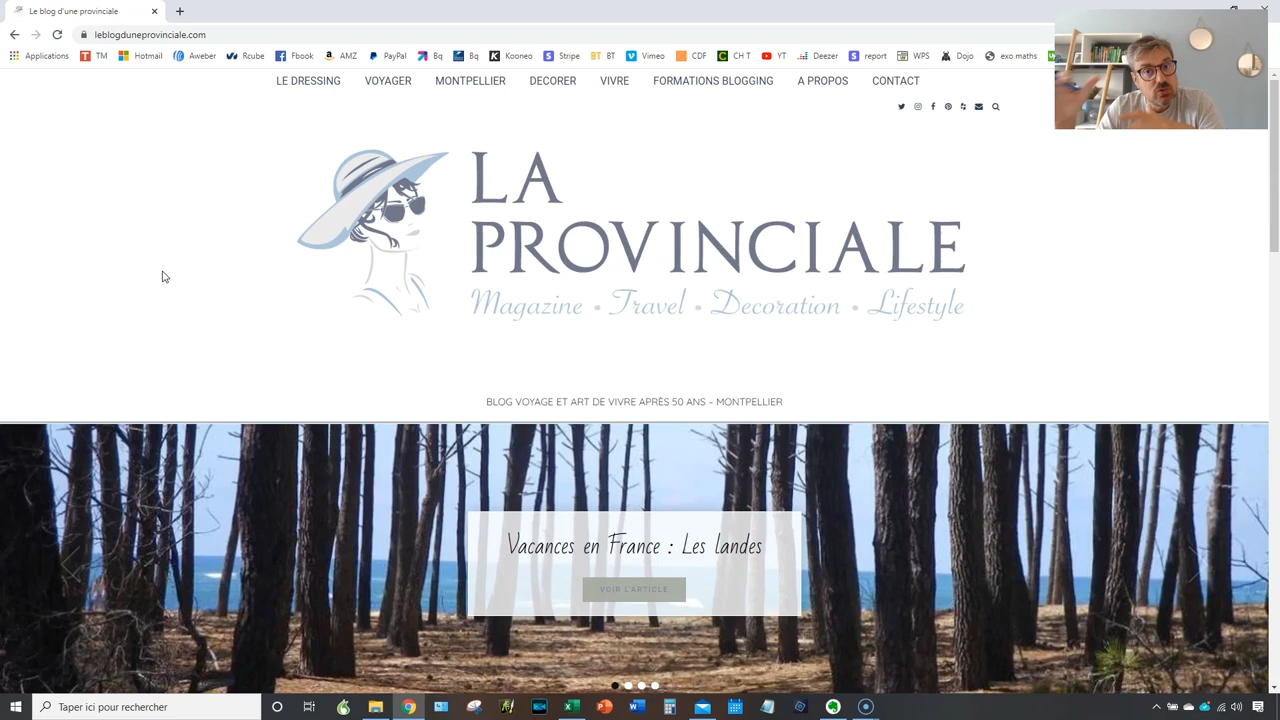 Le blog d'une provinciale
leblogduneprovinciale.com
Applications TM Hotmail Aweber Rcube Fbook AMZ PayPal Bq Bq Kooneo Stripe BT BT Vimeo CDF CH T YT Deezer report WPS Dojo exo maths
LE DRESSING VOYAGER MONTPELLIER DECORER VIVRE FORMATIONS BLOGGING A PROPOS CONTACT
LA
PROVINCIALE
Magazine • Travel • Decoration • Lifestyle
BLOG VOYAGE ET ART DE VIVRE APRÈS 50 ANS – MONTPELLIER
Vacances en France : Les landes
VOIR L'ARTICLE
Taper ici pour rechercher